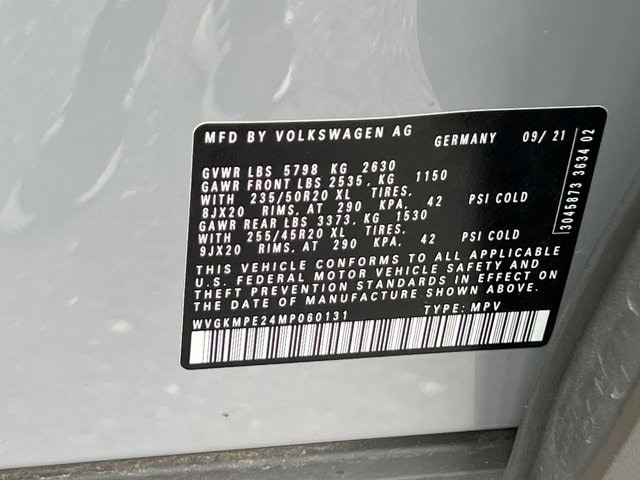 MFD BY VOLKSWAGEN AG GERMANY 09/21
GVWR LBS 5798 KG 2630
GAWR FRONT LBS 2535, KG 1150
WITH 235/50R20 XL TIRES,
8JX20 RIMS, AT 290 KPA, 42 PSI COLD
GAWR REAR LBS 3373, KG 1530
WITH 255/45R20 XL TIRES,
9JX20 RIMS, AT 290 KPA, 42 PSI COLD
THIS VEHICLE CONFORMS TO ALL APPLICABLE
U.S. FEDERAL MOTOR VEHICLE SAFETY AND
THEFT PREVENTION STANDARDS IN EFFECT ON
THE DATE OF MANUFACTURE SHOWN ABOVE.
WVGKMPE24MP060131 TYPE: MPV
3045873 3634 02